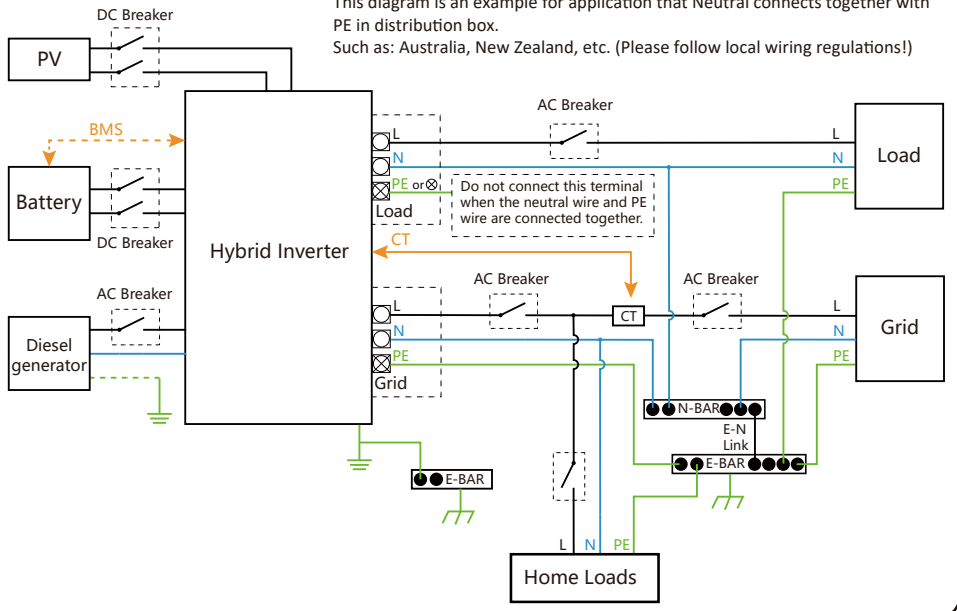 This diagram is an example for application that Neutral connects together with
PE in distribution box.
Such as: Australia, New Zealand, etc. (Please follow local wiring regulations!)
DC Breaker
PV
AC Breaker
BMS
L
N
PE or
Load
L
N
PE
Load
Do not connect this terminal
when the neutral wire and PE
wire are connected together.
Battery
DC Breaker
Hybrid Inverter
CT
AC Breaker
AC Breaker
AC Breaker
L
N
PE
Grid
CT
L
N
PE
Grid
Diesel
generator
N-BAR
E-N
Link
E-BAR
E-BAR
L
N
PE
Home Loads